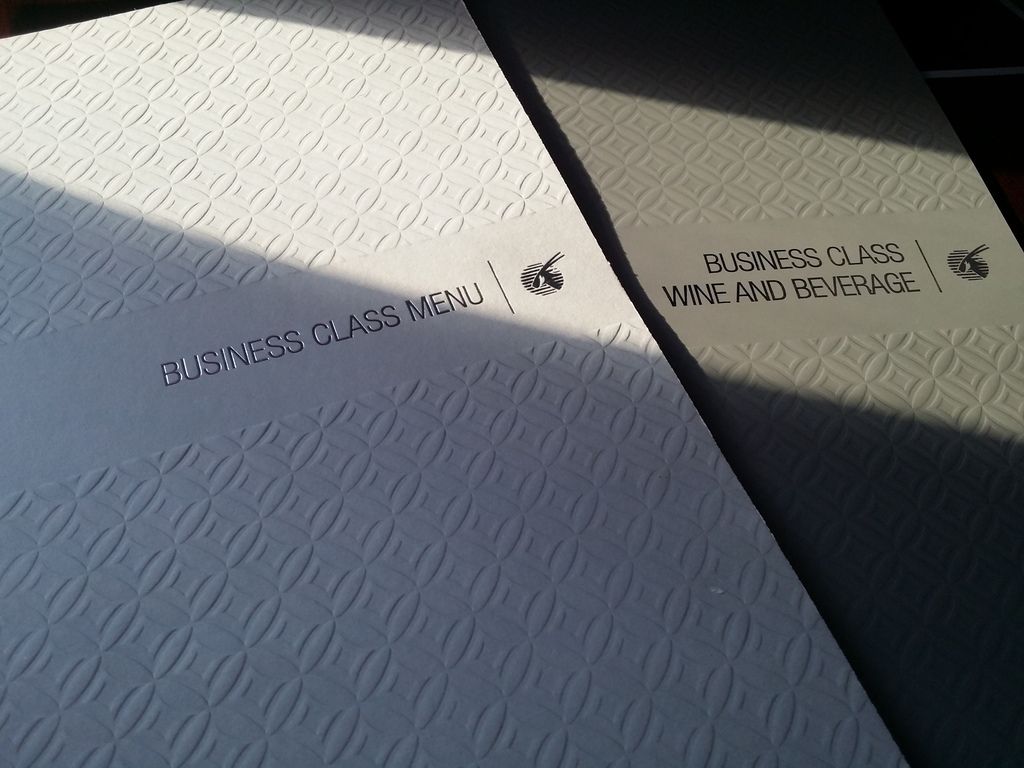 BUSINESS CLASS MENU
BUSINESS CLASS
WINE AND BEVERAGE